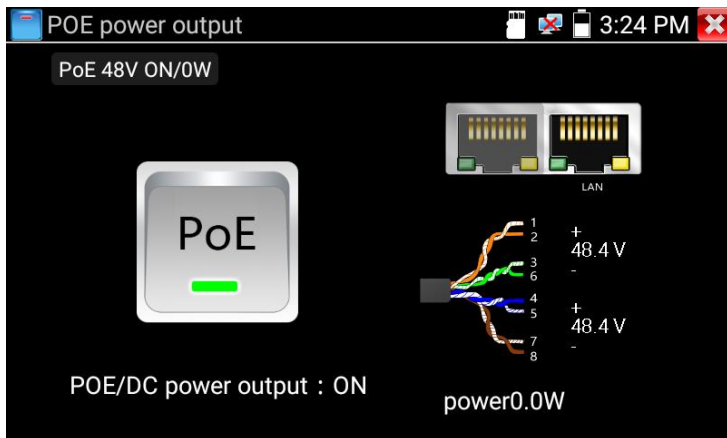 POE power output
3:24 PM
PoE 48V ON/0W
PoE
LAN
1
2
+
48.4 V
3
6
-
4
5
+
48.4 V
7
8
-
POE/DC power output : ON
power0.0W